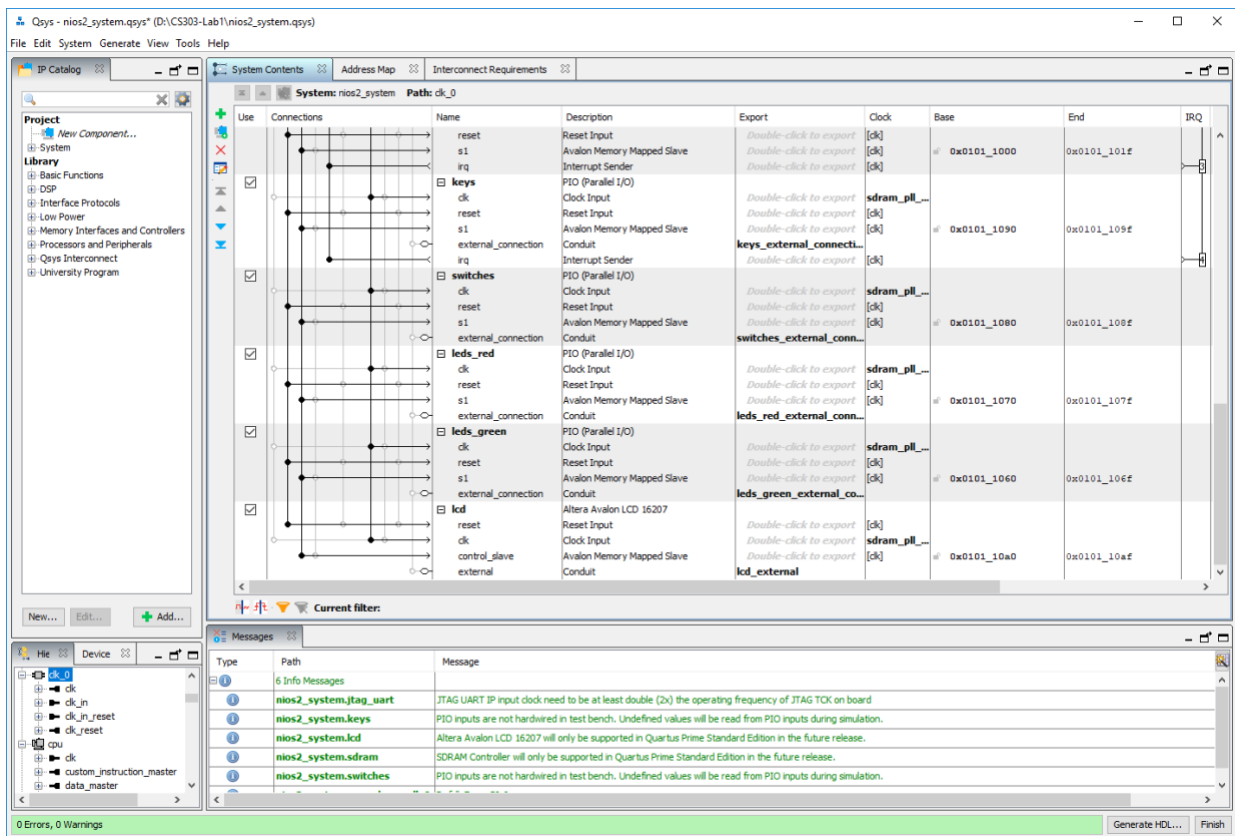 Qsys - nios2_system.qsys* (D:\CS303-Lab1\nios2_system.qsys)
File Edit System Generate View Tools Help
IP Catalog
Project
New Component...
System
Library
Basic Functions
DSP
Interface Protocols
Low Power
Memory Interfaces and Controllers
Processors and Peripherals
Qsys Interconnect
University Program
New... Edit... Add...
System Contents Address Map Interconnect Requirements
System: nios2_system Path: clk_0
Use Connections Name Description Export Clock Base End IRQ
reset Reset Input Double-click to export [clk]
s1 Avalon Memory Mapped Slave Double-click to export [clk] 0x0101_1000 0x0101_101f
irq Interrupt Sender Double-click to export [clk] 3
keys PIO (Parallel I/O)
clk Clock Input Double-click to export sdram_pll_...
reset Reset Input Double-click to export [clk]
s1 Avalon Memory Mapped Slave Double-click to export [clk] 0x0101_1090 0x0101_109f
external_connection Conduit keys_external_connecti...
irq Interrupt Sender Double-click to export [clk] 4
switches PIO (Parallel I/O)
clk Clock Input Double-click to export sdram_pll_...
reset Reset Input Double-click to export [clk]
s1 Avalon Memory Mapped Slave Double-click to export [clk] 0x0101_1080 0x0101_108f
external_connection Conduit switches_external_conn...
leds_red PIO (Parallel I/O)
clk Clock Input Double-click to export sdram_pll_...
reset Reset Input Double-click to export [clk]
s1 Avalon Memory Mapped Slave Double-click to export [clk] 0x0101_1070 0x0101_107f
external_connection Conduit leds_red_external_conn...
leds_green PIO (Parallel I/O)
clk Clock Input Double-click to export sdram_pll_...
reset Reset Input Double-click to export [clk]
s1 Avalon Memory Mapped Slave Double-click to export [clk] 0x0101_1060 0x0101_106f
external_connection Conduit leds_green_external_co...
lcd Altera Avalon LCD 16207
reset Reset Input Double-click to export [clk]
clk Clock Input Double-click to export sdram_pll_...
control_slave Avalon Memory Mapped Slave Double-click to export [clk] 0x0101_10a0 0x0101_10af
external Conduit lcd_external
Current filter:
Hie Device
clk_0
clk
clk_in
clk_in_reset
clk_reset
cpu
clk
custom_instruction_master
data_master
Messages
Type Path Message
6 Info Messages
nios2_system.jtag_uart JTAG UART IP input clock need to be at least double (2x) the operating frequency of JTAG TCK on board
nios2_system.keys PIO inputs are not hardwired in test bench. Undefined values will be read from PIO inputs during simulation.
nios2_system.lcd Altera Avalon LCD 16207 will only be supported in Quartus Prime Standard Edition in the future release.
nios2_system.sdram SDRAM Controller will only be supported in Quartus Prime Standard Edition in the future release.
nios2_system.switches PIO inputs are not hardwired in test bench. Undefined values will be read from PIO inputs during simulation.
0 Errors, 0 Warnings Generate HDL... Finish